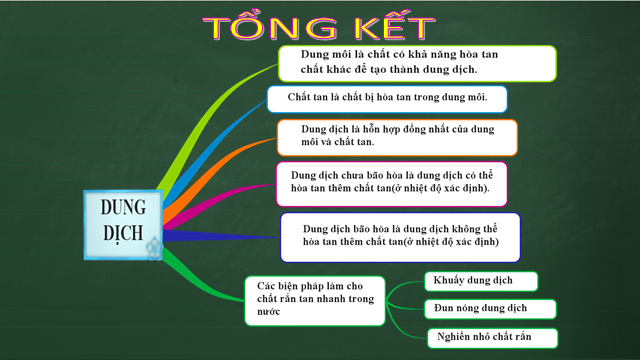 TỔNG KẾT
Dung môi là chất có khả năng hòa tan
chất khác để tạo thành dung dịch.
Chất tan là chất bị hòa tan trong dung môi.
Dung dịch là hỗn hợp đồng nhất của dung
môi và chất tan.
Dung dịch chưa bão hòa là dung dịch có thể
hòa tan thêm chất tan(ở nhiệt độ xác định).
DUNG
DỊCH
Dung dịch bão hòa là dung dịch không thể
hòa tan thêm chất tan(ở nhiệt độ xác định)
Các biện pháp làm cho
chất rắn tan nhanh trong
nước
Khuấy dung dịch
Đun nóng dung dịch
Nghiền nhỏ chất rắn